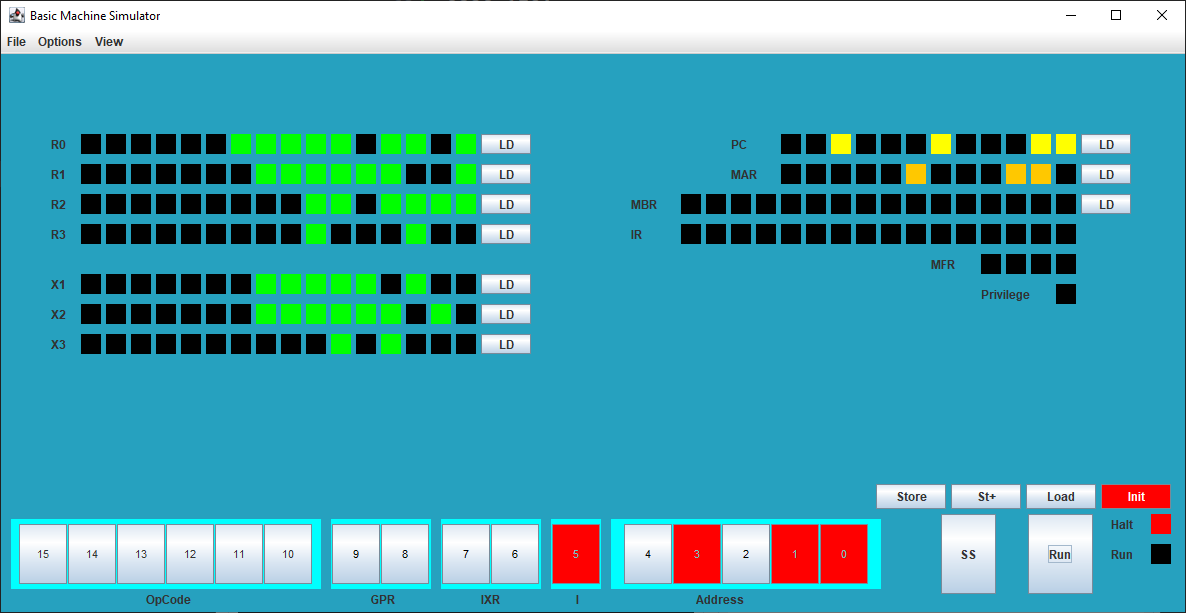 Basic Machine Simulator
File Options View
R0 LD PC LD
R1 LD MAR LD
R2 LD MBR LD
R3 LD IR
MFR
X1 LD Privilege
X2 LD
X3 LD
Store St+ Load Init
15 14 13 12 11 10 9 8 7 6 5 4 3 2 1 0 SS Run Halt
Run
OpCode GPR IXR I Address